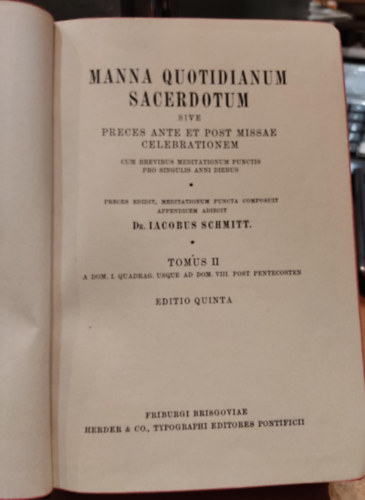 MANNA QUOTIDIANUM
SACERDOTUM
SIVE
PRECES ANTE ET POST MISSAE
CELEBRATIONEM
CUM BREVIBUS MEDITATIONUM PUNCTIS
PRO SINGULIS ANNI DIEBUS
PRECES EDIDIT, MEDITATIONUM PUNCTA COMPOSUIT
APPENDICEM ADIECIT
DR. IACOBUS SCHMITT.
TOMUS II
A DOM. I. QUADRAG. USQUE AD DOM. VIII. POST PENTECOSTEN
EDITIO QUINTA
FRIBURGI BRISGOVIAE
HERDER & CO., TYPOGRAPHI EDITORES PONTIFICII